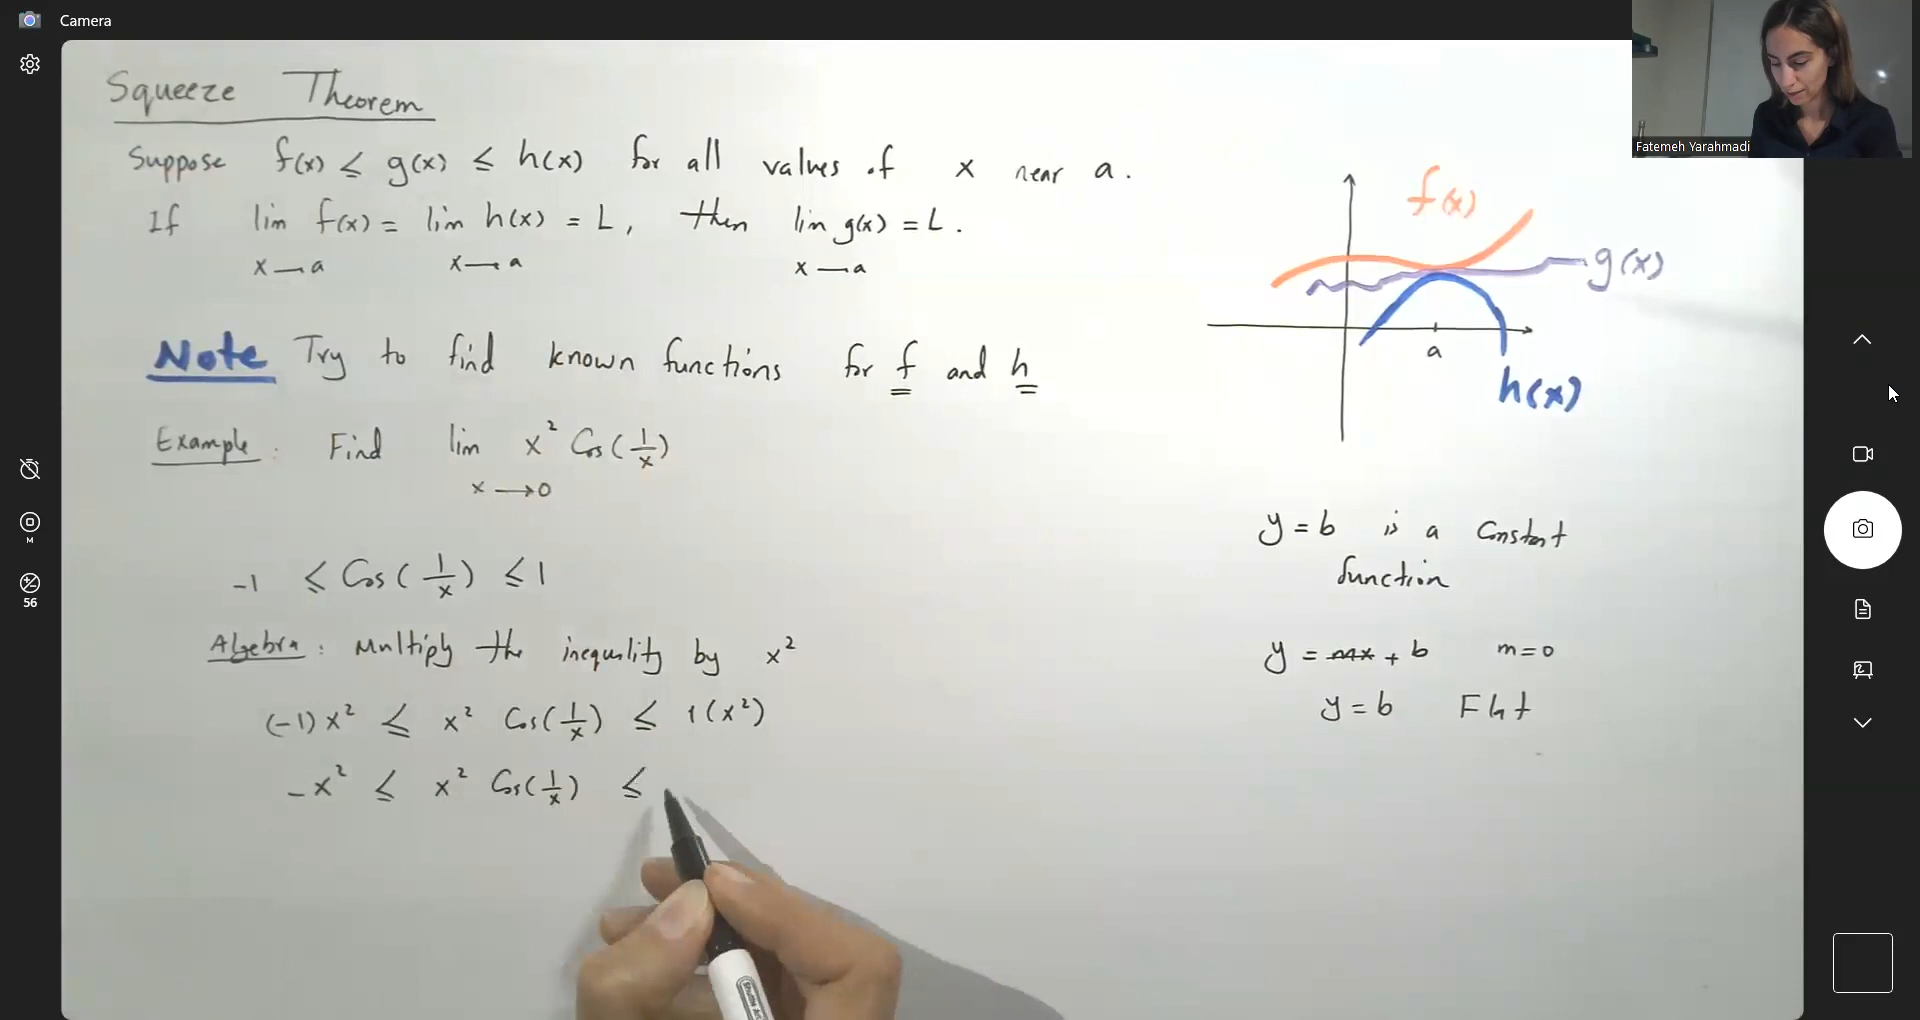 Camera
Fatemeh Yarahmadi
Squeeze Theorem
Suppose f(x) ≤ g(x) ≤ h(x) for all values of x near a.
If lim f(x) = lim h(x) = L, then lim g(x) = L.
x→a x→a x→a
Note Try to find known functions for f and h
Example: Find lim x² Cos(1/x)
x→0
-1 ≤ Cos(1/x) ≤ 1
Algebra: Multiply the inequality by x²
(-1)x² ≤ x² Cos(1/x) ≤ 1(x²)
-x² ≤ x² Cos(1/x) ≤
f(x)
g(x)
a
h(x)
y = b is a Constant
function
y = mx + b m=0
y = b Flat
M
56